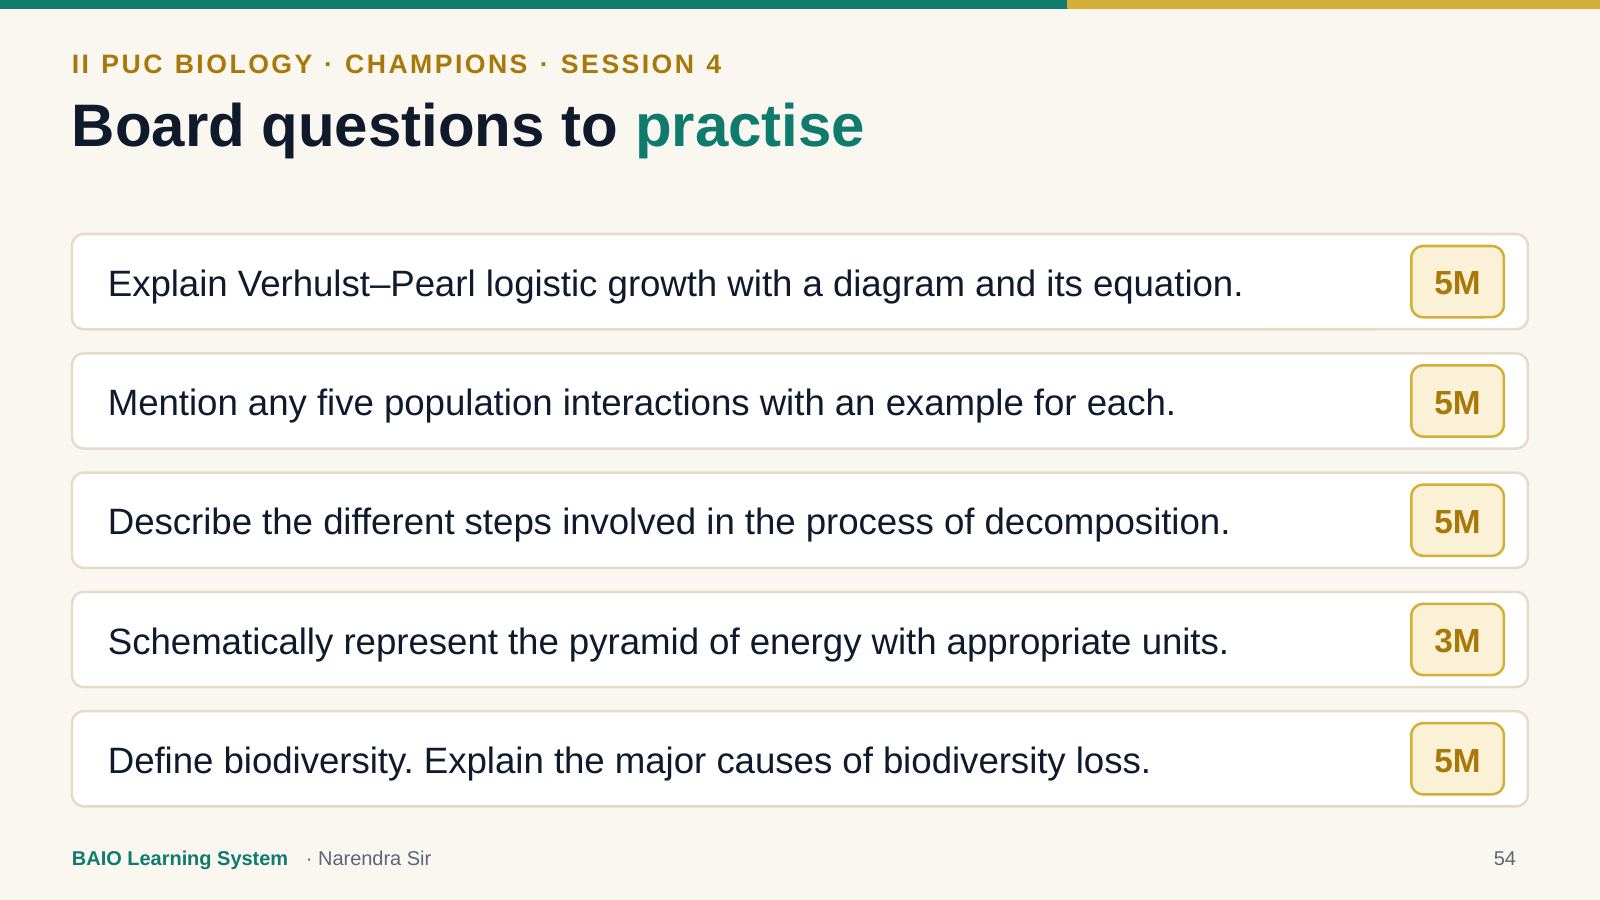 II PUC BIOLOGY · CHAMPIONS · SESSION 4
Board questions to practise
Explain Verhulst–Pearl logistic growth with a diagram and its equation. 5M
Mention any five population interactions with an example for each. 5M
Describe the different steps involved in the process of decomposition. 5M
Schematically represent the pyramid of energy with appropriate units. 3M
Define biodiversity. Explain the major causes of biodiversity loss. 5M
BAIO Learning System · Narendra Sir 54